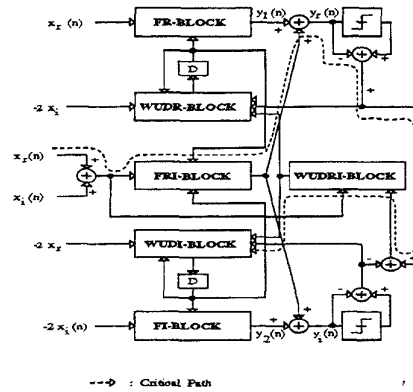 x_r(n)
FR-BLOCK
y_1(n)
+
+
y_r(n)
+
-
+
D
+
-2 x_i
WUDR-BLOCK
x_r(n)
+
+
x_i(n)
+
FRI-BLOCK
WUDRI-BLOCK
-2 x_r
WUDI-BLOCK
-
+
-
D
-
+
+
+
-2 x_i(n)
FI-BLOCK
y_2(n)
+
+
y_i(n)
: Critical Path